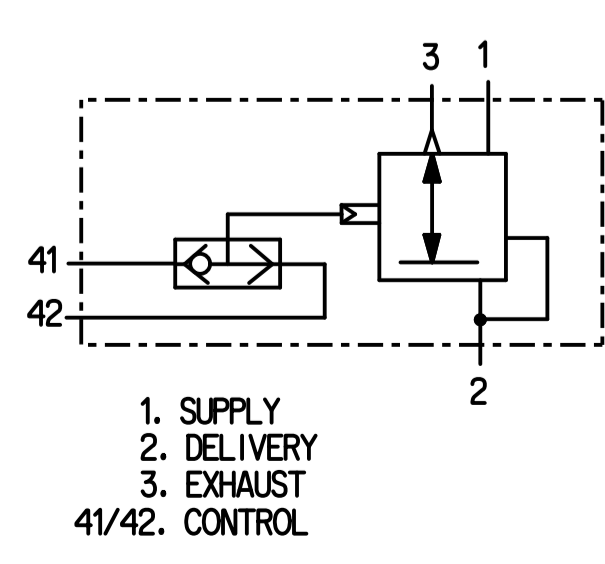 3 1
41
42
2
1. SUPPLY
2. DELIVERY
3. EXHAUST
41/42. CONTROL